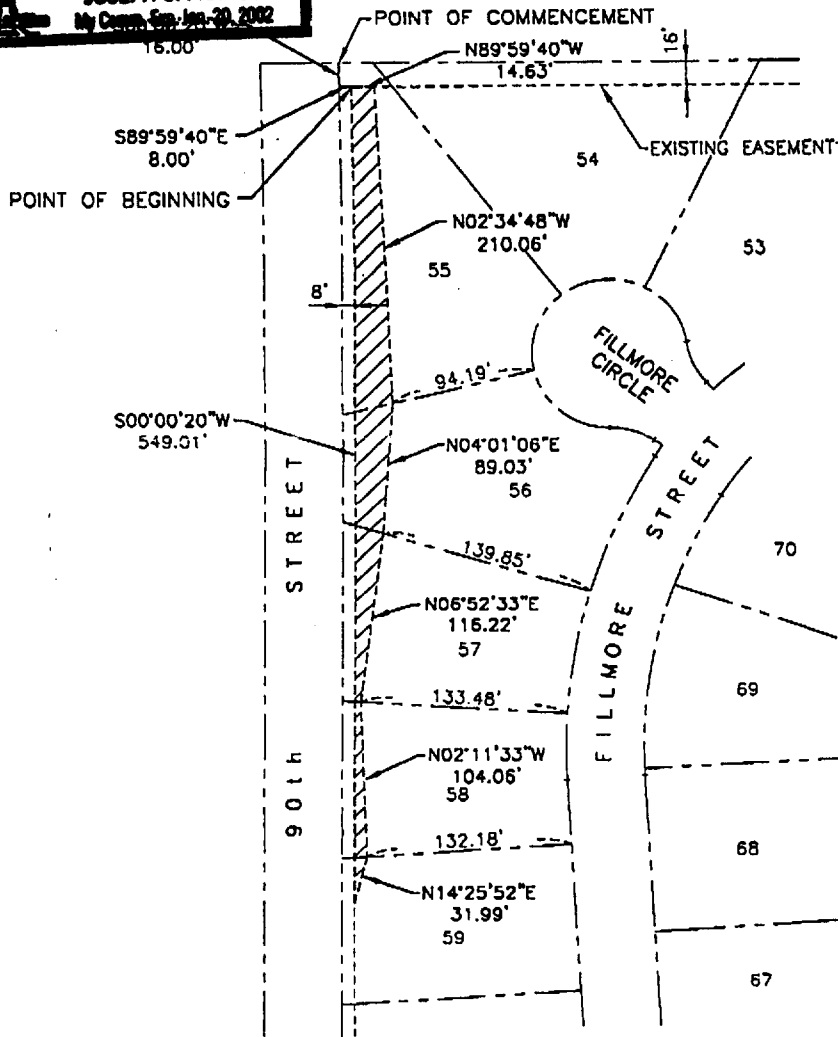 My Comm. Exp. Jan. 20, 2002
16.00'
POINT OF COMMENCEMENT
N89°59'40"W
14.63'
16'
S89°59'40"E
8.00'
EXISTING EASEMENT
54
POINT OF BEGINNING
N02°34'48"W
210.06'
53
55
8'
FILLMORE
CIRCLE
94.19'
S00°00'20"W
549.01'
N04°01'06"E
89.03'
56
70
139.85'
N06°52'33"E
116.22'
57
133.48'
69
N02°11'33"W
104.06'
58
132.18'
68
N14°25'52"E
31.99'
59
67
90th STREET
FILLMORE STREET